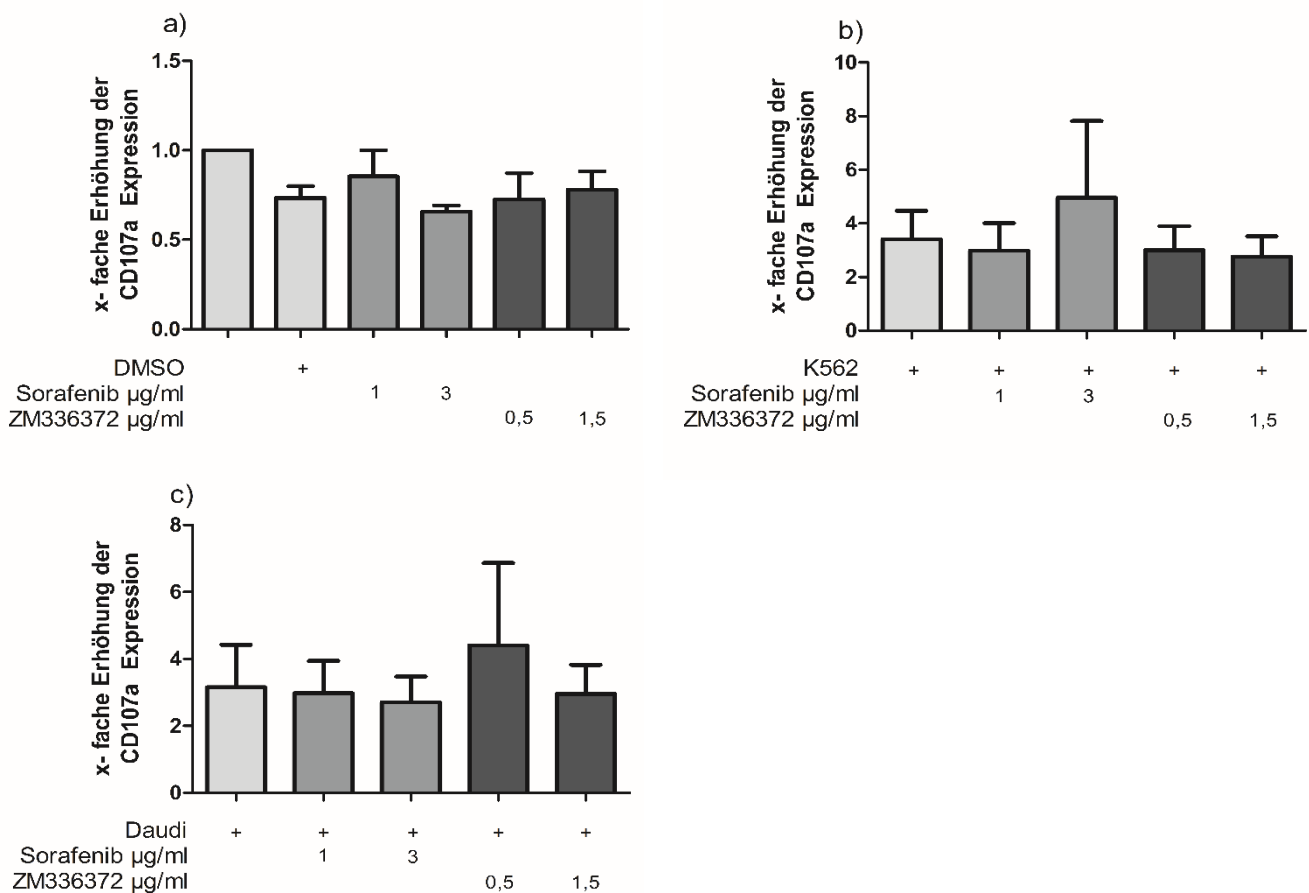 a)
x- fache Erhöhung der
CD107a Expression
1.5
1.0
0.5
0.0
DMSO +
Sorafenib µg/ml 1 3
ZM336372 µg/ml 0,5 1,5
b)
x- fache Erhöhung der
CD107a Expression
10
8
6
4
2
0
K562 + + + + +
Sorafenib µg/ml 1 3
ZM336372 µg/ml 0,5 1,5
c)
x- fache Erhöhung der
CD107a Expression
8
6
4
2
0
Daudi + + + + +
Sorafenib µg/ml 1 3
ZM336372 µg/ml 0,5 1,5